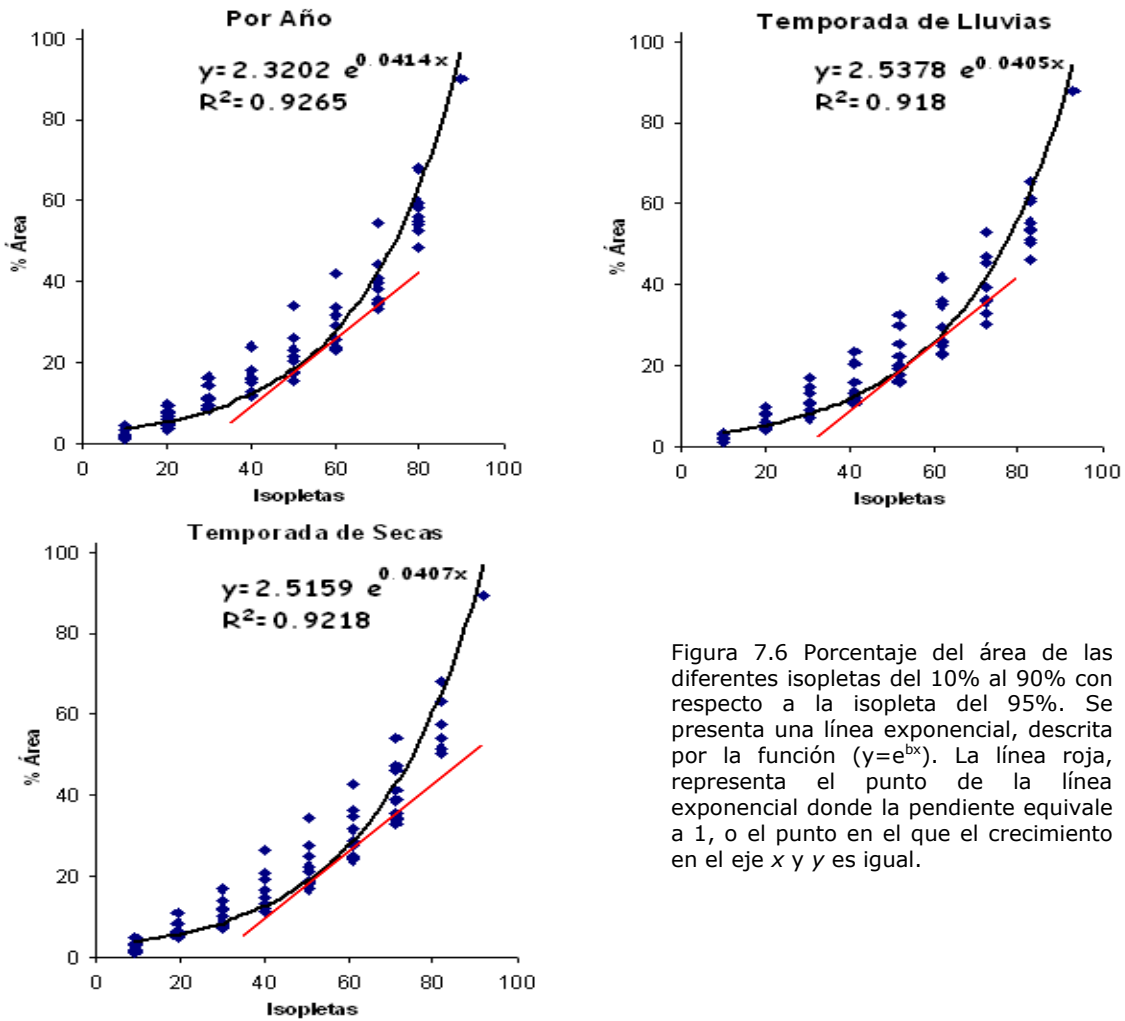 Por Año
y=2.3202 e^0.0414x
R²=0.9265
% Área
100
80
60
40
20
0
0 20 40 60 80 100
Isopletas
Temporada de Lluvias
y=2.5378 e^0.0405x
R²=0.918
% Área
100
80
60
40
20
0
0 20 40 60 80 100
Isopletas
Temporada de Secas
y=2.5159 e^0.0407x
R²=0.9218
% Área
100
80
60
40
20
0
0 20 40 60 80 100
Isopletas
Figura 7.6 Porcentaje del área de las
diferentes isopletas del 10% al 90% con
respecto a la isopleta del 95%. Se
presenta una línea exponencial, descrita
por la función (y=e^bx). La línea roja,
representa el punto de la línea
exponencial donde la pendiente equivale
a 1, o el punto en el que el crecimiento
en el eje x y y es igual.